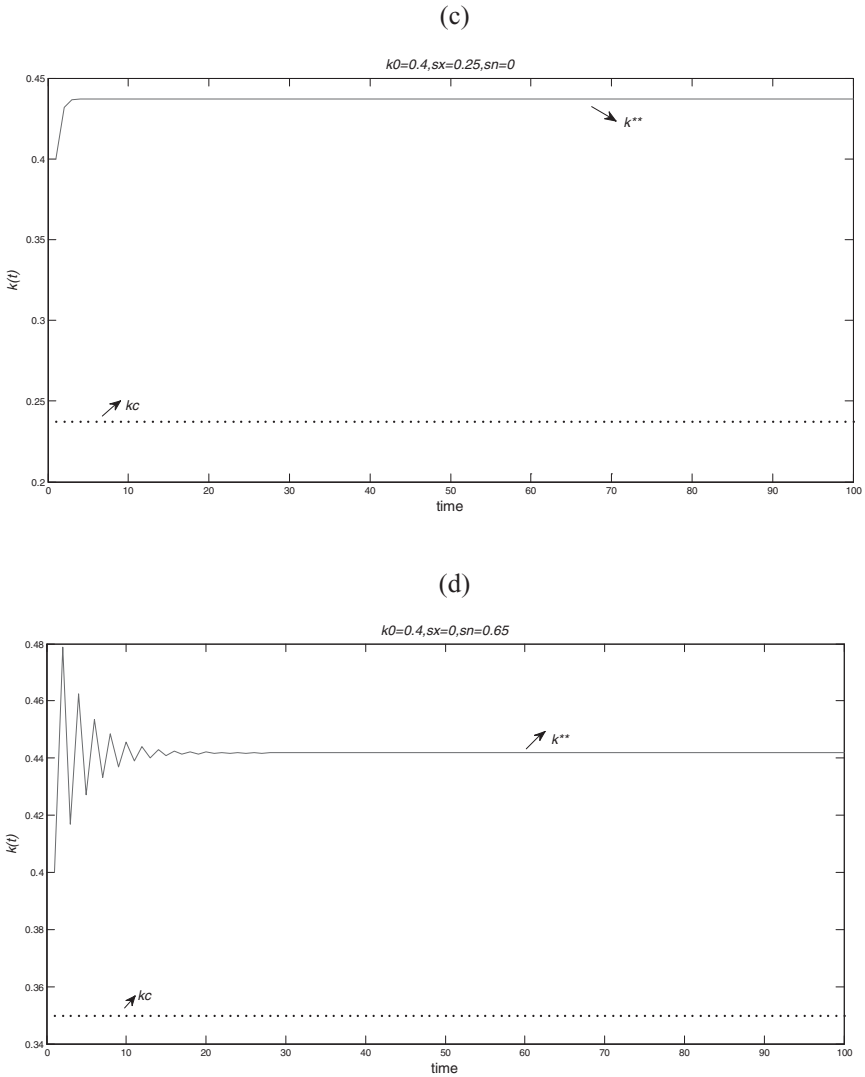 (c)
k0=0.4,sx=0.25,sn=0
0.45
k**
0.4
0.35
k(t)
0.3
kc
0.25
0.2
0 10 20 30 40 50 60 70 80 90 100
time
(d)
k0=0.4,sx=0,sn=0.65
0.48
0.46
k**
0.44
0.42
k(t)
0.4
0.38
0.36
kc
0.34
0 10 20 30 40 50 60 70 80 90 100
time